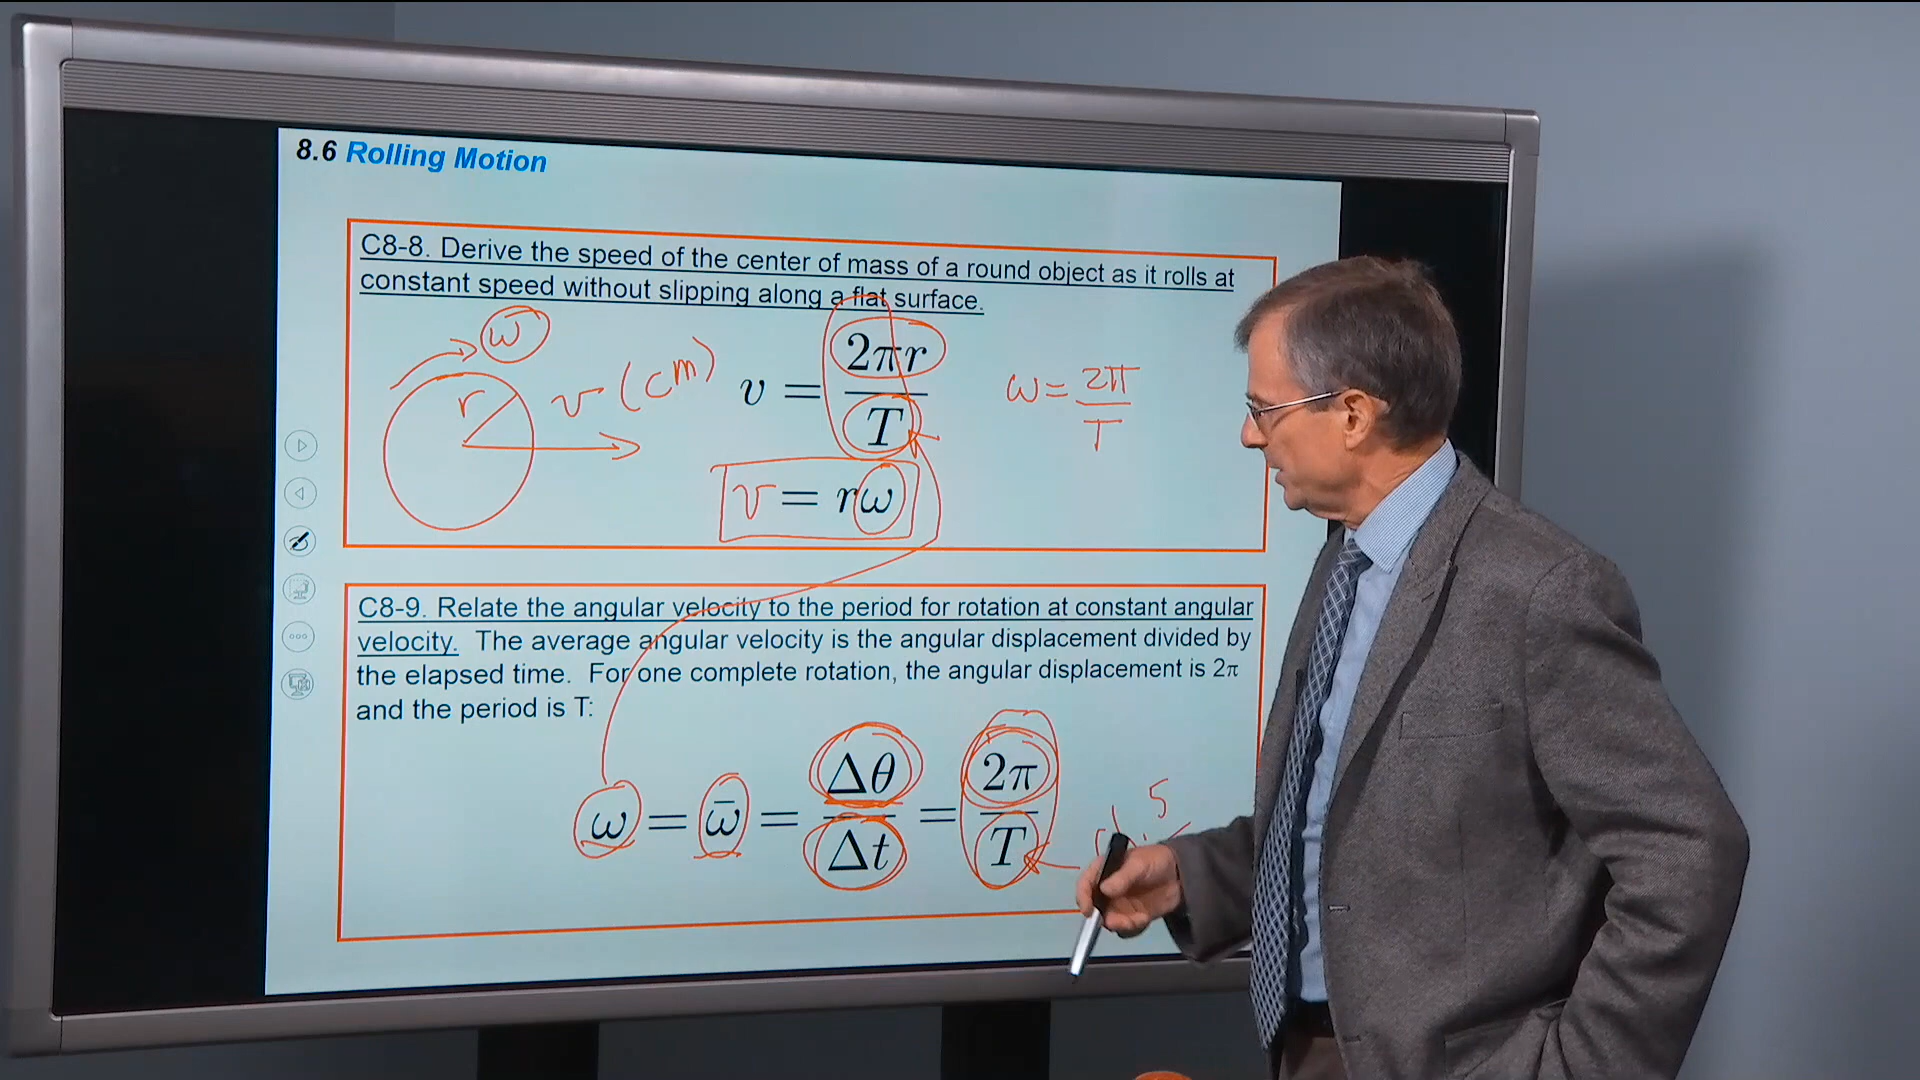 8.6 Rolling Motion
C8-8. Derive the speed of the center of mass of a round object as it rolls at
constant speed without slipping along a flat surface.
ω
r
v (cm)
v = 2πr / T
ω = 2π / T
v = rω
C8-9. Relate the angular velocity to the period for rotation at constant angular
velocity. The average angular velocity is the angular displacement divided by
the elapsed time. For one complete rotation, the angular displacement is 2π
and the period is T:
ω = ω̄ = Δθ / Δt = 2π / T